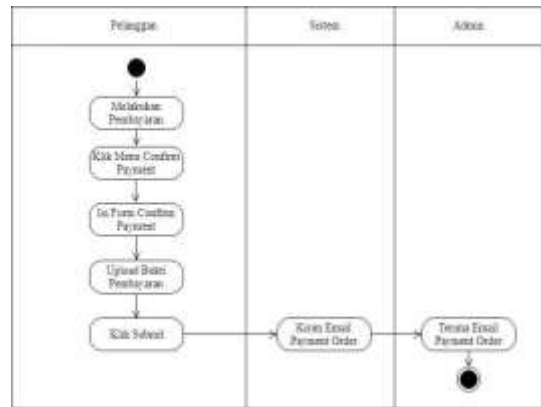 Pelanggan
Sistem
Admin
Melakukan
Pembayaran
Klik Menu Confirm
Payment
Isi Form Confirm
Payment
Upload Bukti
Pembayaran
Klik Submit
Kirim Email
Payment Order
Terima Email
Payment Order